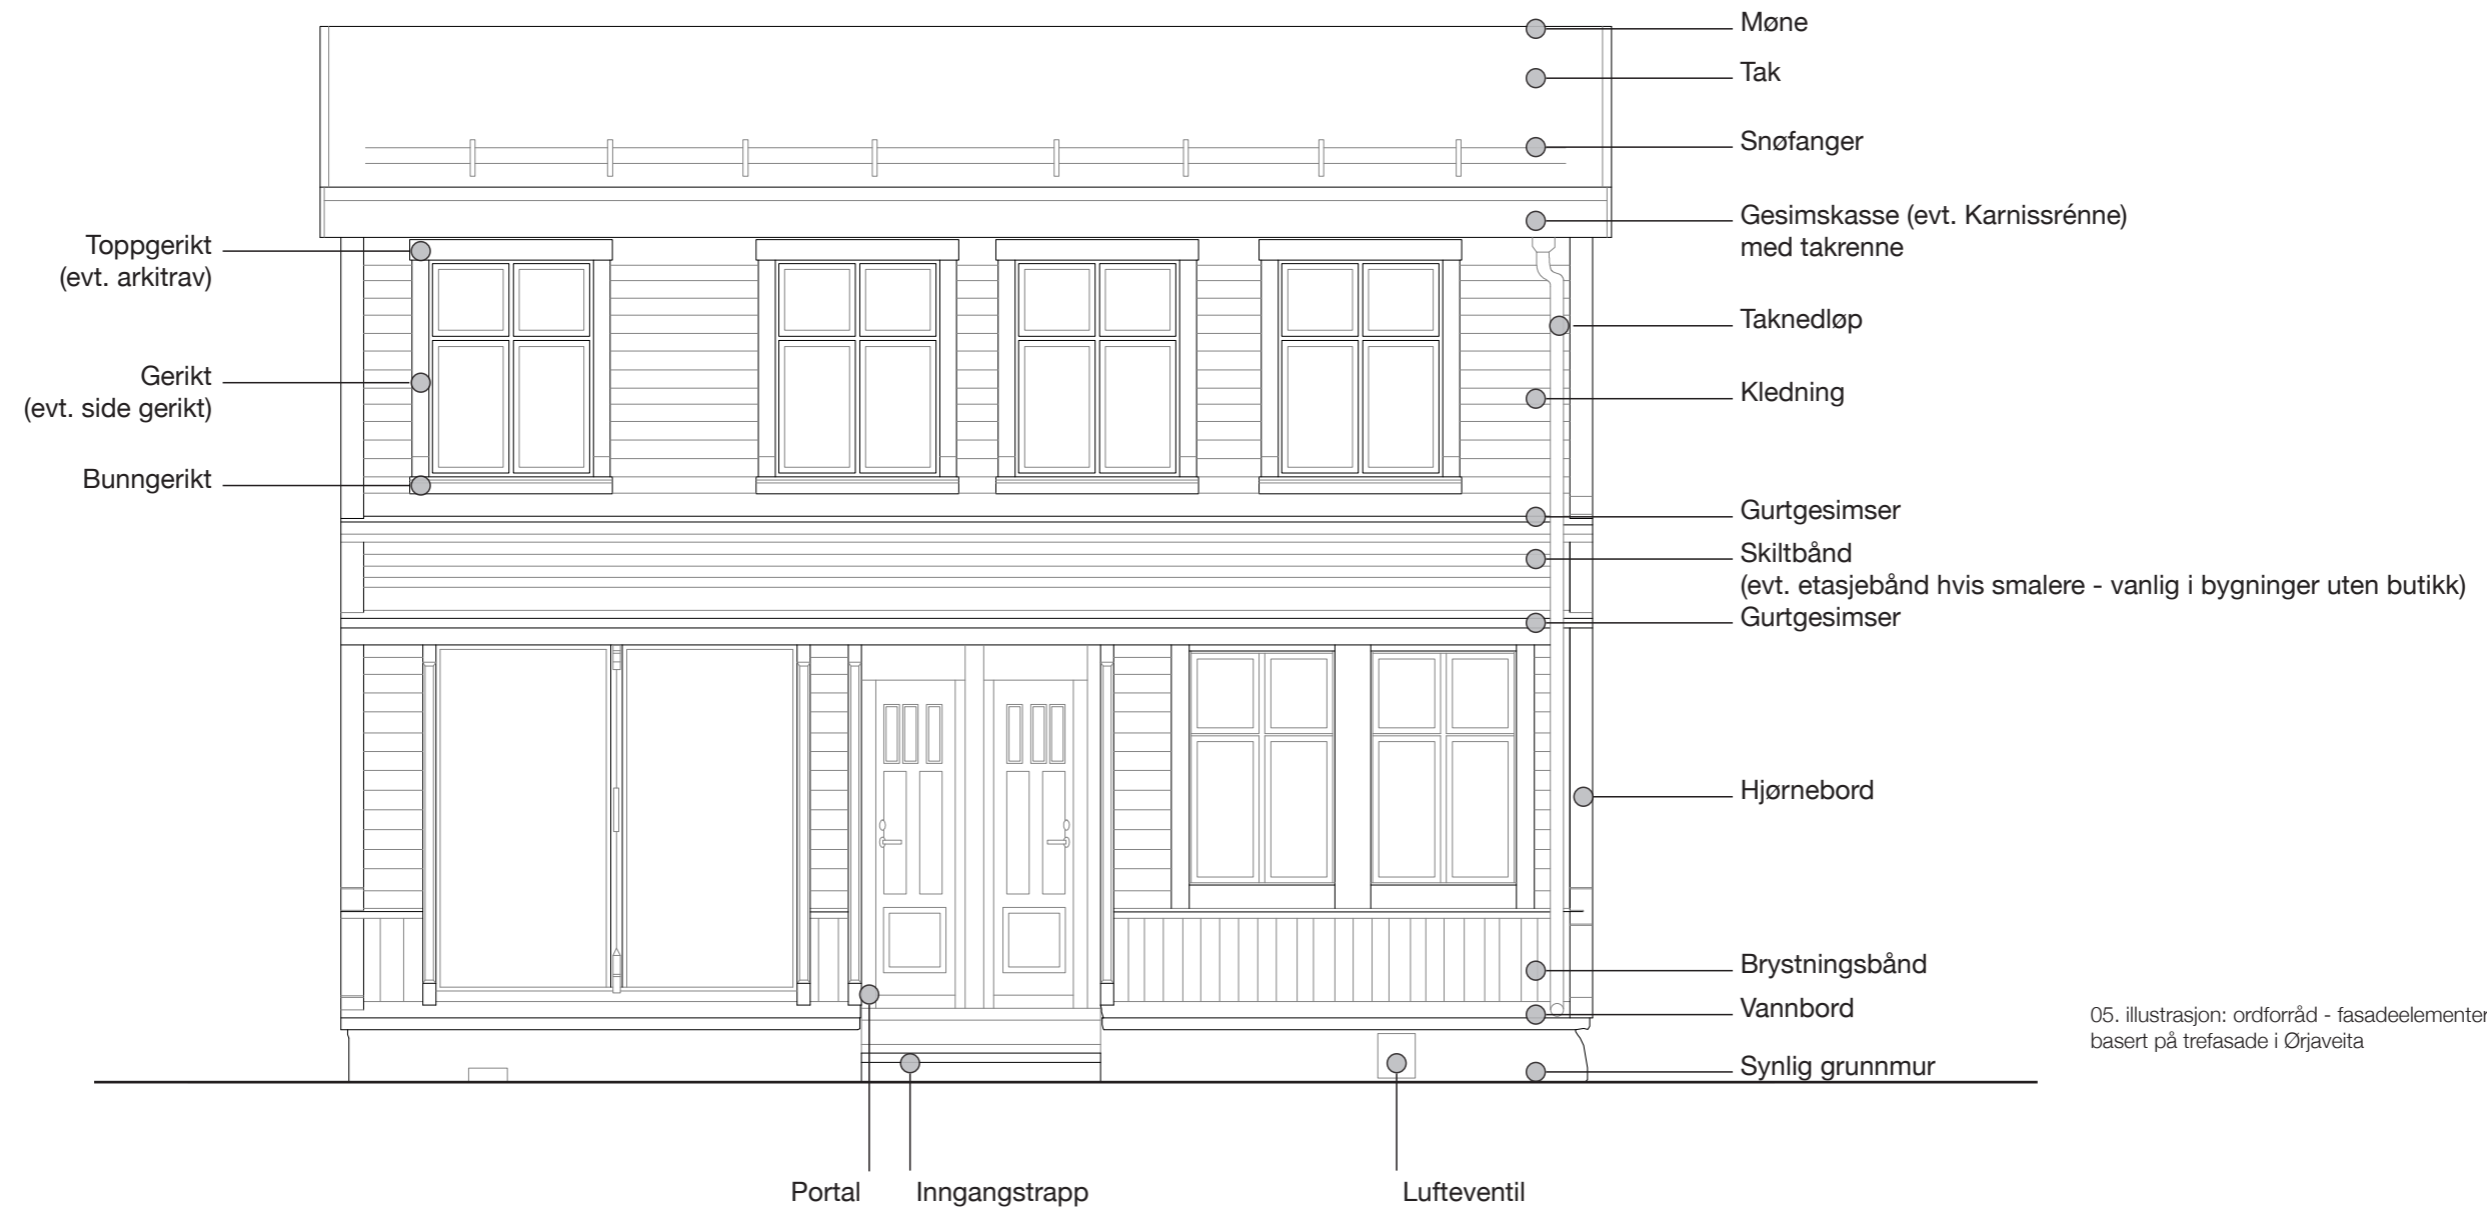 Møne
Tak
Snøfanger
Gesimskasse (evt. Karnissrénne)
med takrenne
Toppgerikt
(evt. arkitrav)
Taknedløp
Gerikt
(evt. side gerikt)
Kledning
Bunngerikt
Gurtgesimser
Skiltbånd
(evt. etasjebånd hvis smalere - vanlig i bygninger uten butikk)
Gurtgesimser
Hjørnebord
Brystningsbånd
Vannbord
05. illustrasjon: ordforråd - fasadeelementer
basert på trefasade i Ørjaveita
Synlig grunnmur
Portal
Inngangstrapp
Lufteventil